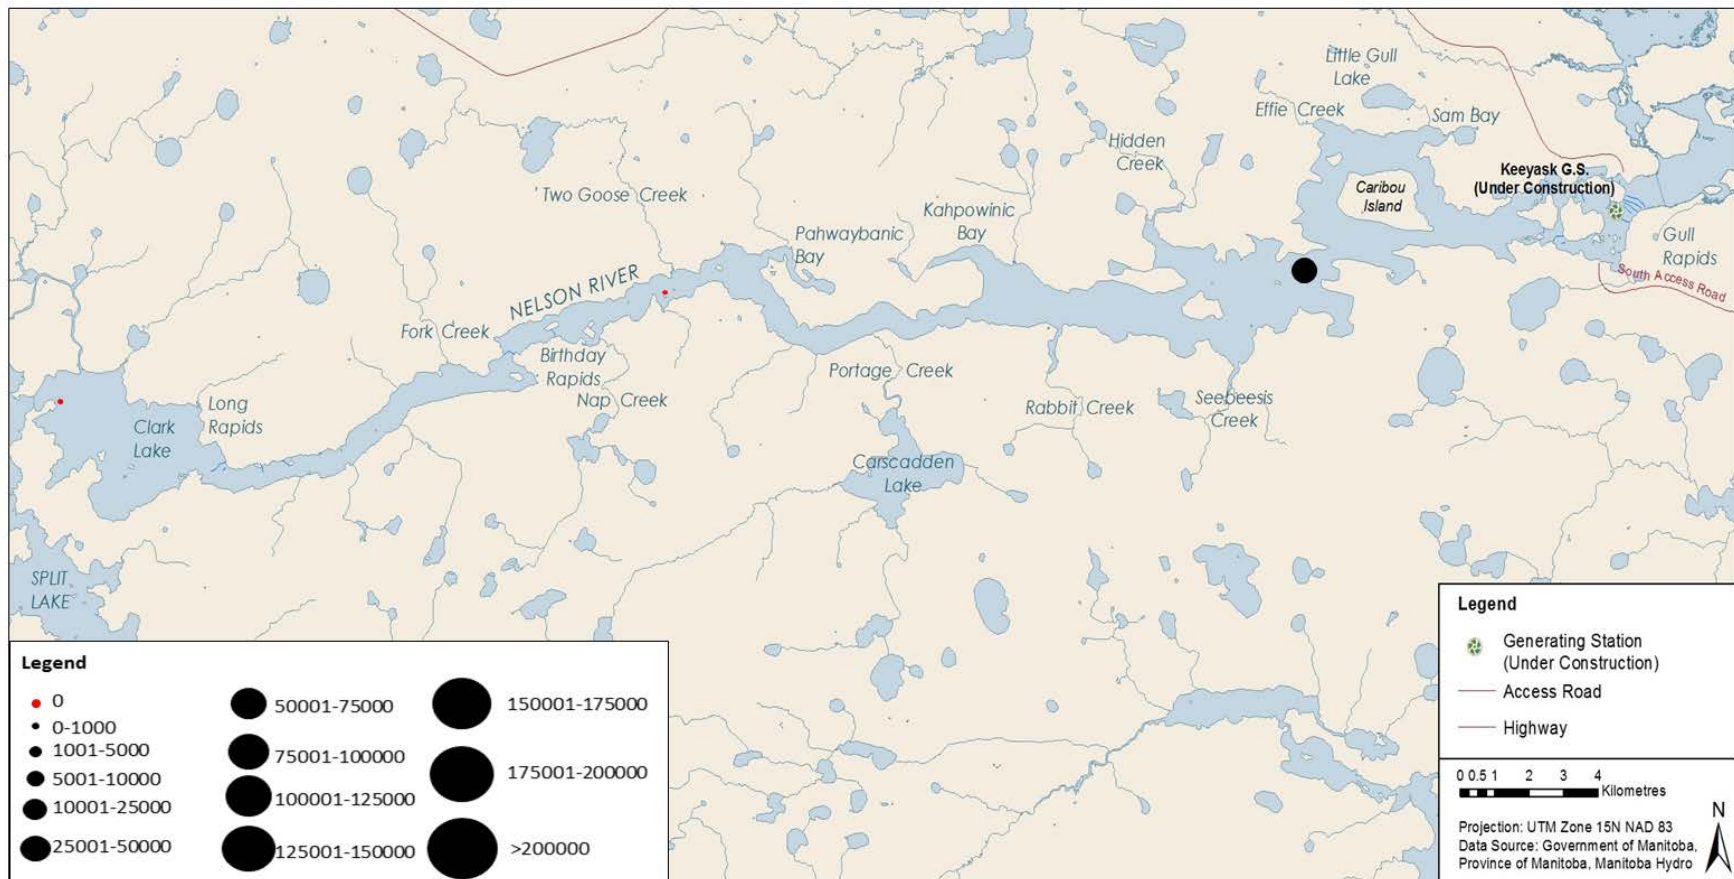 Little Gull
Lake
Effie Creek
Sam Bay
Hidden
Creek
Keeyask G.S.
(Under Construction)
Caribou
Island
' Two Goose Creek
Kahpowinic
Bay
Pahwaybanic
Bay
Gull
Rapids
South Access Road
NELSON RIVER
Fork Creek
Birthday
Rapids
Nap Creek
Portage Creek
Rabbit Creek
Seebeesis
Creek
Long
Rapids
Clark
Lake
Carscadden
Lake
SPLIT
LAKE
Legend
0
0-1000
1001-5000
5001-10000
10001-25000
25001-50000
50001-75000
75001-100000
100001-125000
125001-150000
150001-175000
175001-200000
>200000
Legend
Generating Station
(Under Construction)
Access Road
Highway
0 0.5 1 2 3 4
Kilometres
N
Projection: UTM Zone 15N NAD 83
Data Source: Government of Manitoba,
Province of Manitoba, Manitoba Hydro